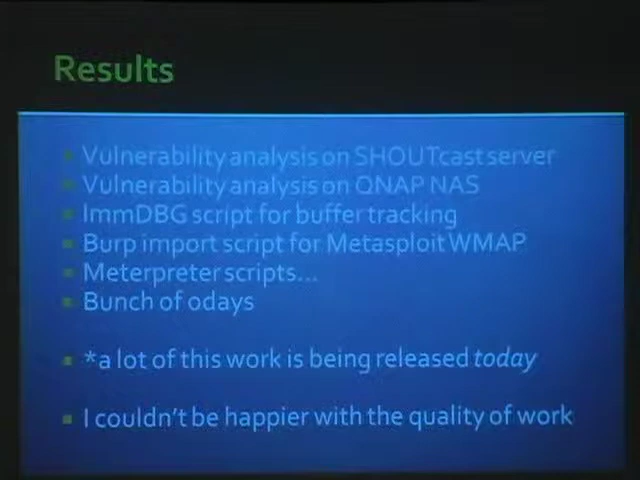 Results
Vulnerability analysis on SHOUTcast server
Vulnerability analysis on QNAP NAS
ImmDBG script for buffer tracking
Burp import script for Metasploit WMAP
Meterpreter scripts...
Bunch of 0days
*a lot of this work is being released today
I couldn't be happier with the quality of work